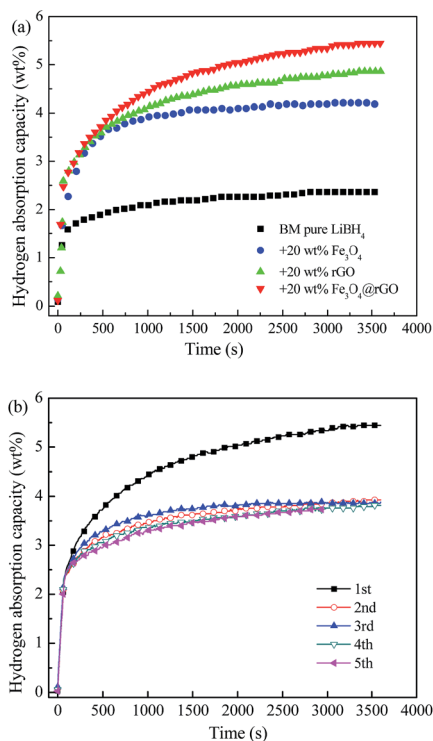 (a)
Hydrogen absorption capacity (wt%)
6
5
4
3
2
1
0
BM pure LiBH₄
+20 wt% Fe₃O₄
+20 wt% rGO
+20 wt% Fe₃O₄@rGO
0 500 1000 1500 2000 2500 3000 3500 4000
Time (s)
(b)
Hydrogen absorption capacity (wt%)
6
5
4
3
2
1
0
1st
2nd
3rd
4th
5th
0 500 1000 1500 2000 2500 3000 3500 4000
Time (s)